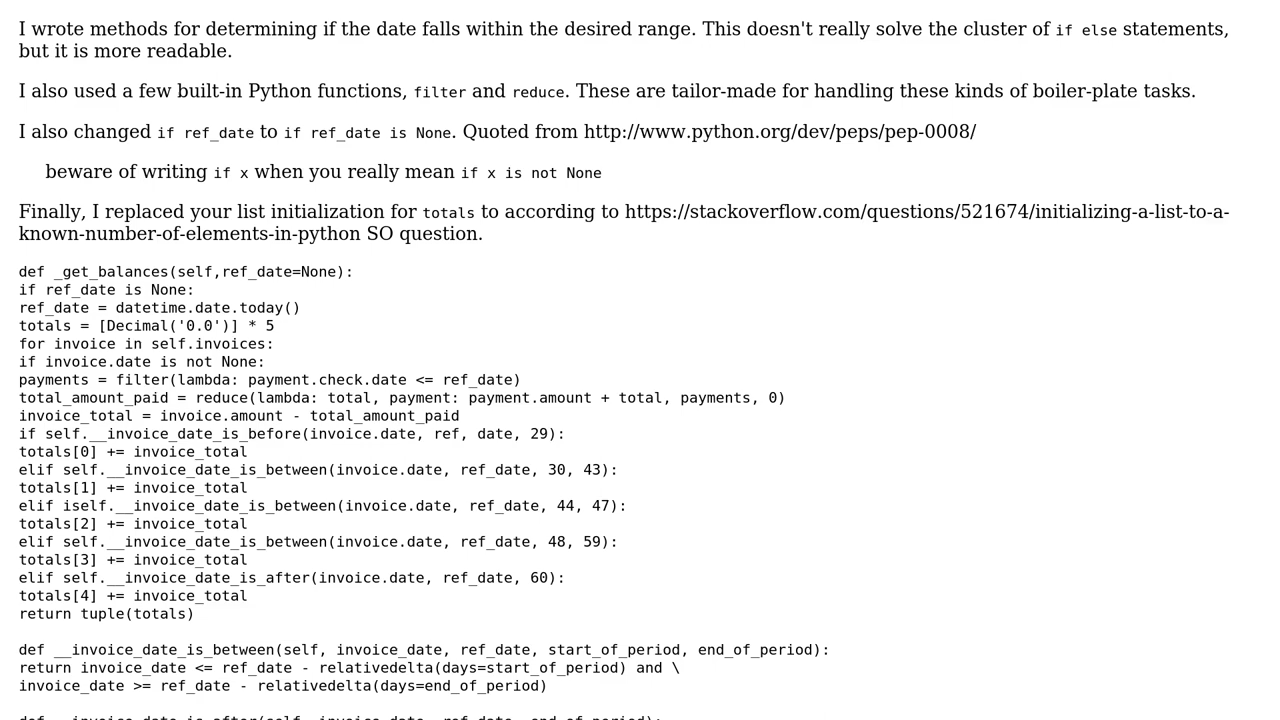 I wrote methods for determining if the date falls within the desired range. This doesn't really solve the cluster of if else statements,
but it is more readable.
I also used a few built-in Python functions, filter and reduce. These are tailor-made for handling these kinds of boiler-plate tasks.
I also changed if ref_date to if ref_date is None. Quoted from http://www.python.org/dev/peps/pep-0008/
beware of writing if x when you really mean if x is not None
Finally, I replaced your list initialization for totals to according to https://stackoverflow.com/questions/521674/initializing-a-list-to-a-
known-number-of-elements-in-python SO question.
def _get_balances(self,ref_date=None):
if ref_date is None:
ref_date = datetime.date.today()
totals = [Decimal('0.0')] * 5
for invoice in self.invoices:
if invoice.date is not None:
payments = filter(lambda: payment.check.date <= ref_date)
total_amount_paid = reduce(lambda: total, payment: payment.amount + total, payments, 0)
invoice_total = invoice.amount - total_amount_paid
if self.__invoice_date_is_before(invoice.date, ref, date, 29):
totals[0] += invoice_total
elif self.__invoice_date_is_between(invoice.date, ref_date, 30, 43):
totals[1] += invoice_total
elif iself.__invoice_date_is_between(invoice.date, ref_date, 44, 47):
totals[2] += invoice_total
elif self.__invoice_date_is_between(invoice.date, ref_date, 48, 59):
totals[3] += invoice_total
elif self.__invoice_date_is_after(invoice.date, ref_date, 60):
totals[4] += invoice_total
return tuple(totals)
def __invoice_date_is_between(self, invoice_date, ref_date, start_of_period, end_of_period):
return invoice_date <= ref_date - relativedelta(days=start_of_period) and \
invoice_date >= ref_date - relativedelta(days=end_of_period)